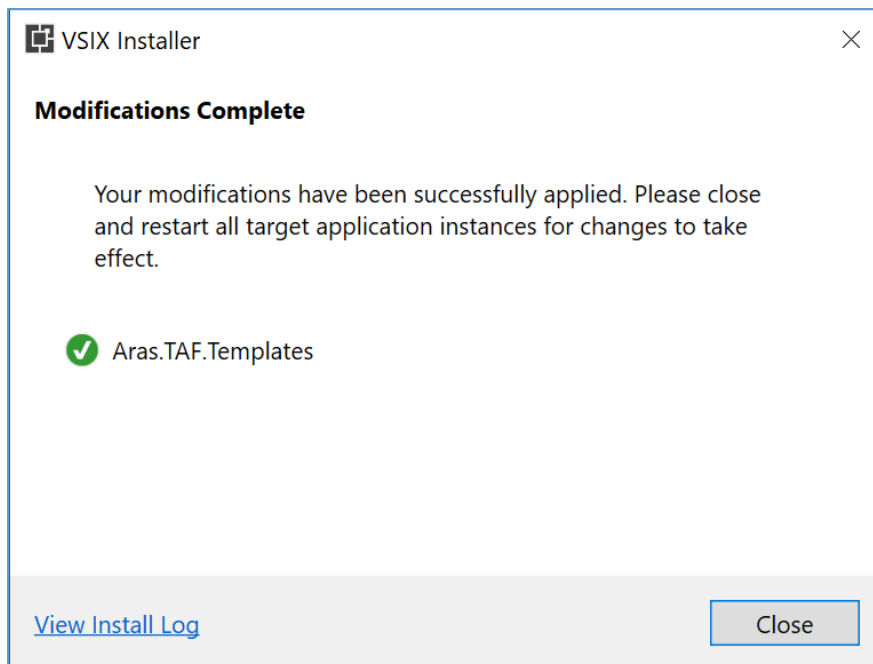 VSIX Installer
Modifications Complete
Your modifications have been successfully applied. Please close
and restart all target application instances for changes to take
effect.
Aras.TAF.Templates
View Install Log
Close